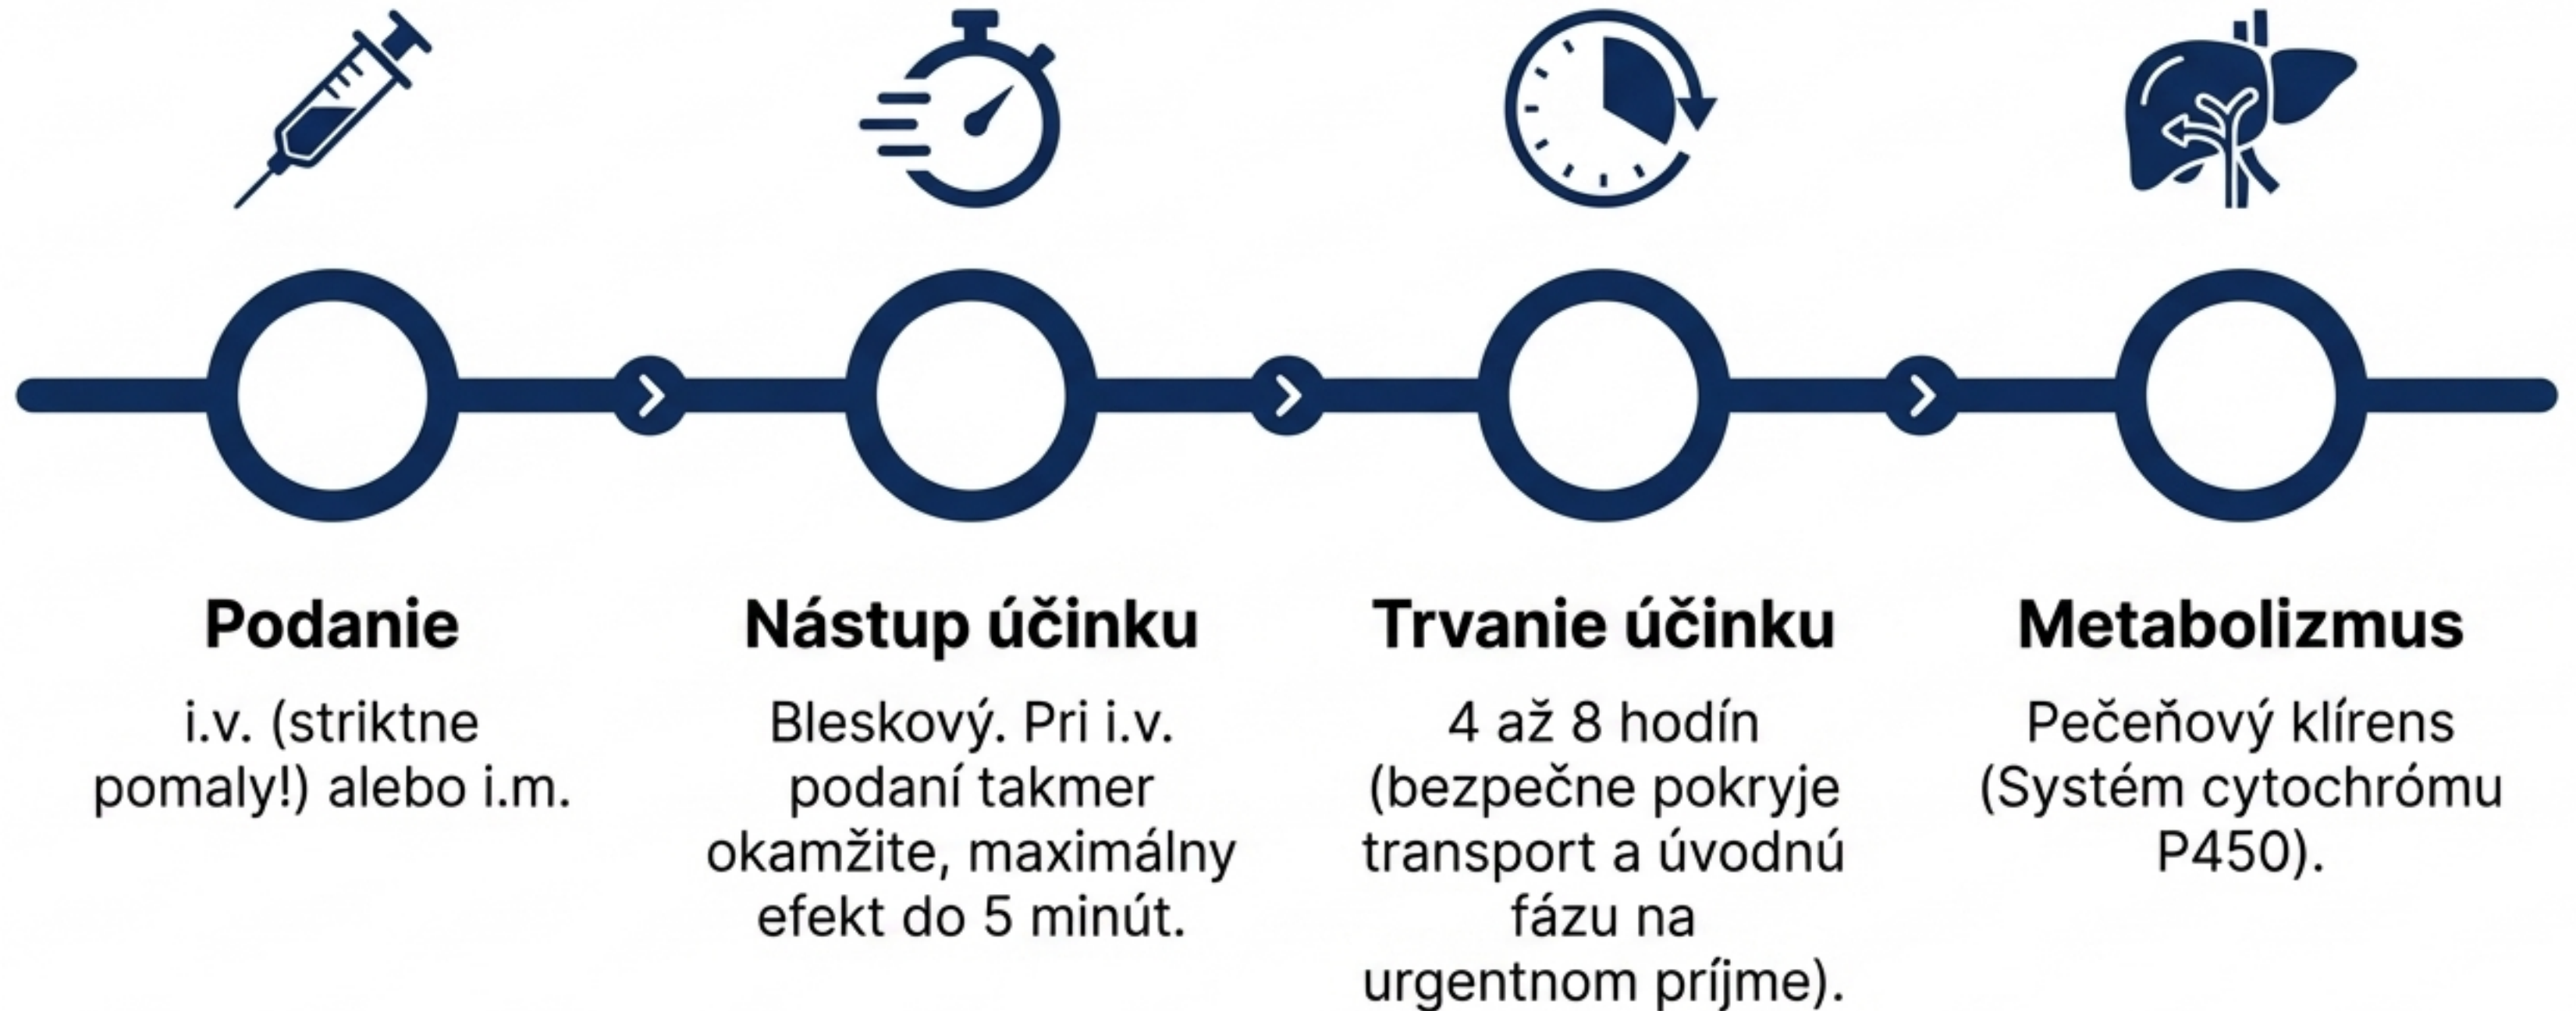 Podanie
i.v. (striktne
pomaly!) alebo i.m.
Nástup účinku
Bleskový. Pri i.v.
podaní takmer
okamžite, maximálny
efekt do 5 minút.
Trvanie účinku
4 až 8 hodín
(bezpečne pokryje
transport a úvodnú
fázu na
urgentnom príjme).
Metabolizmus
Pečeňový klírens
(Systém cytochrómu
P450).